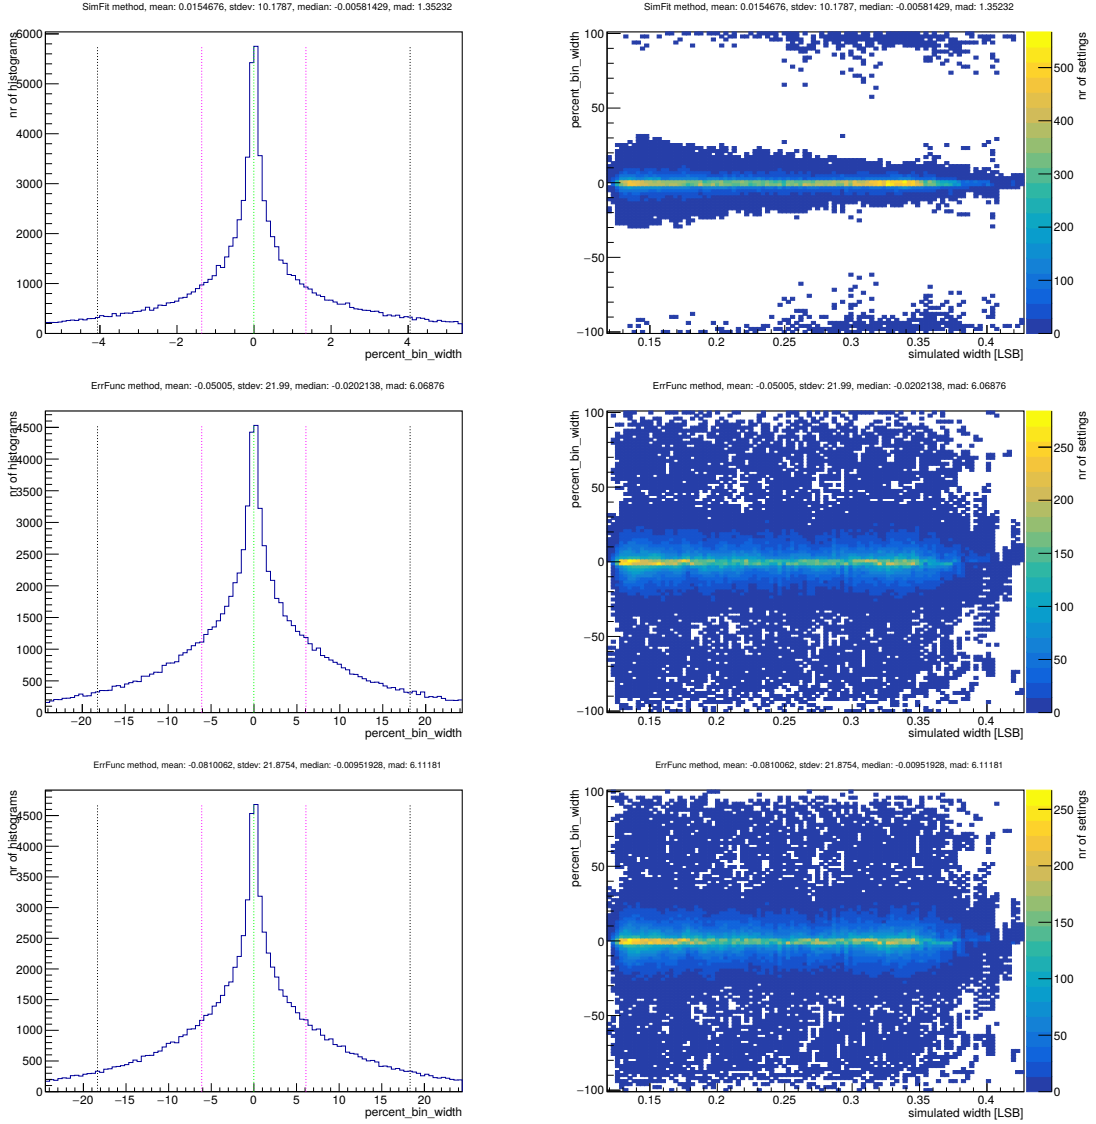 SimFit method, mean: 0.0154676, stdev: 10.1787, median: -0.00581429, mad: 1.35232
nr of histograms
6000
5000
4000
3000
2000
1000
0
−4 −2 0 2 4
percent_bin_width
SimFit method, mean: 0.0154676, stdev: 10.1787, median: -0.00581429, mad: 1.35232
percent_bin_width
100
50
0
−50
−100
0.15 0.2 0.25 0.3 0.35 0.4
simulated width [LSB]
nr of settings
500
400
300
200
100
0
ErrFunc method, mean: -0.05005, stdev: 21.99, median: -0.0202138, mad: 6.06876
nr of histograms
4500
4000
3500
3000
2500
2000
1500
1000
500
0
−20 −15 −10 −5 0 5 10 15 20
percent_bin_width
ErrFunc method, mean: -0.05005, stdev: 21.99, median: -0.0202138, mad: 6.06876
percent_bin_width
100
50
0
−50
−100
0.15 0.2 0.25 0.3 0.35 0.4
simulated width [LSB]
nr of settings
250
200
150
100
50
0
ErrFunc method, mean: -0.0810062, stdev: 21.8754, median: -0.00951928, mad: 6.11181
nr of histograms
4500
4000
3500
3000
2500
2000
1500
1000
500
0
−20 −15 −10 −5 0 5 10 15 20
percent_bin_width
ErrFunc method, mean: -0.0810062, stdev: 21.8754, median: -0.00951928, mad: 6.11181
percent_bin_width
100
50
0
−50
−100
0.15 0.2 0.25 0.3 0.35 0.4
simulated width [LSB]
nr of settings
250
200
150
100
50
0